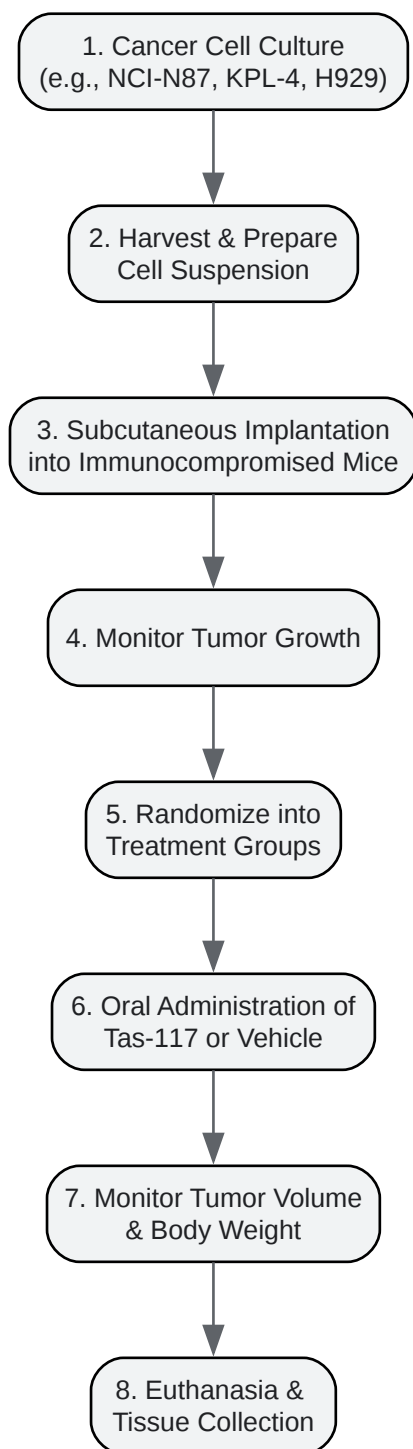 1. Cancer Cell Culture
(e.g., NCI-N87, KPL-4, H929)
2. Harvest & Prepare
Cell Suspension
3. Subcutaneous Implantation
into Immunocompromised Mice
4. Monitor Tumor Growth
5. Randomize into
Treatment Groups
6. Oral Administration of
Tas-117 or Vehicle
7. Monitor Tumor Volume
& Body Weight
8. Euthanasia &
Tissue Collection